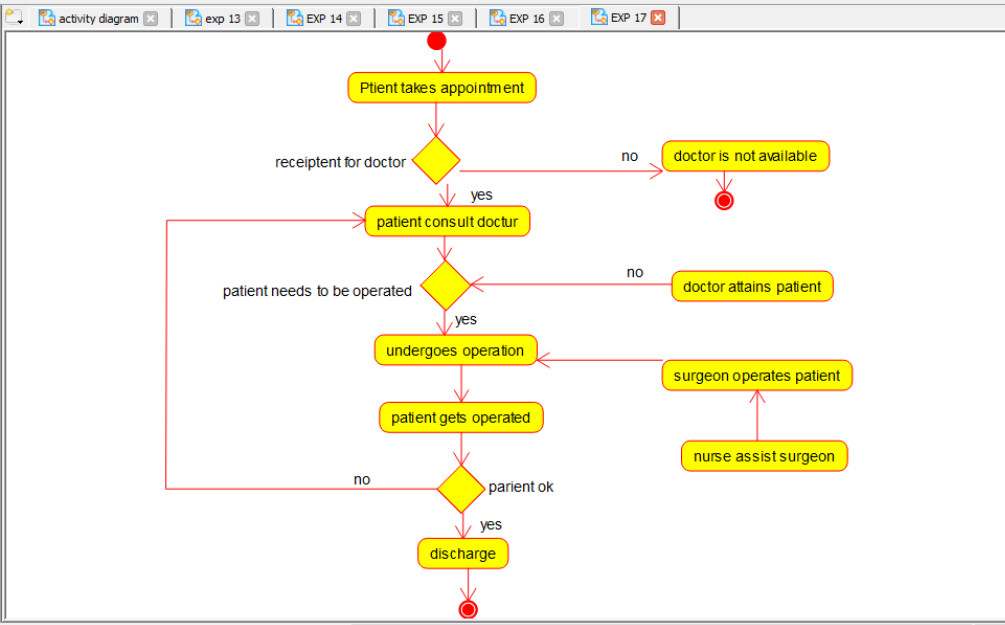 activity diagram
exp 13
EXP 14
EXP 15
EXP 16
EXP 17
Ptient takes appointment
receiptent for doctor
no
doctor is not available
yes
patient consult doctur
no
patient needs to be operated
doctor attains patient
yes
undergoes operation
surgeon operates patient
patient gets operated
nurse assist surgeon
no
parient ok
yes
discharge